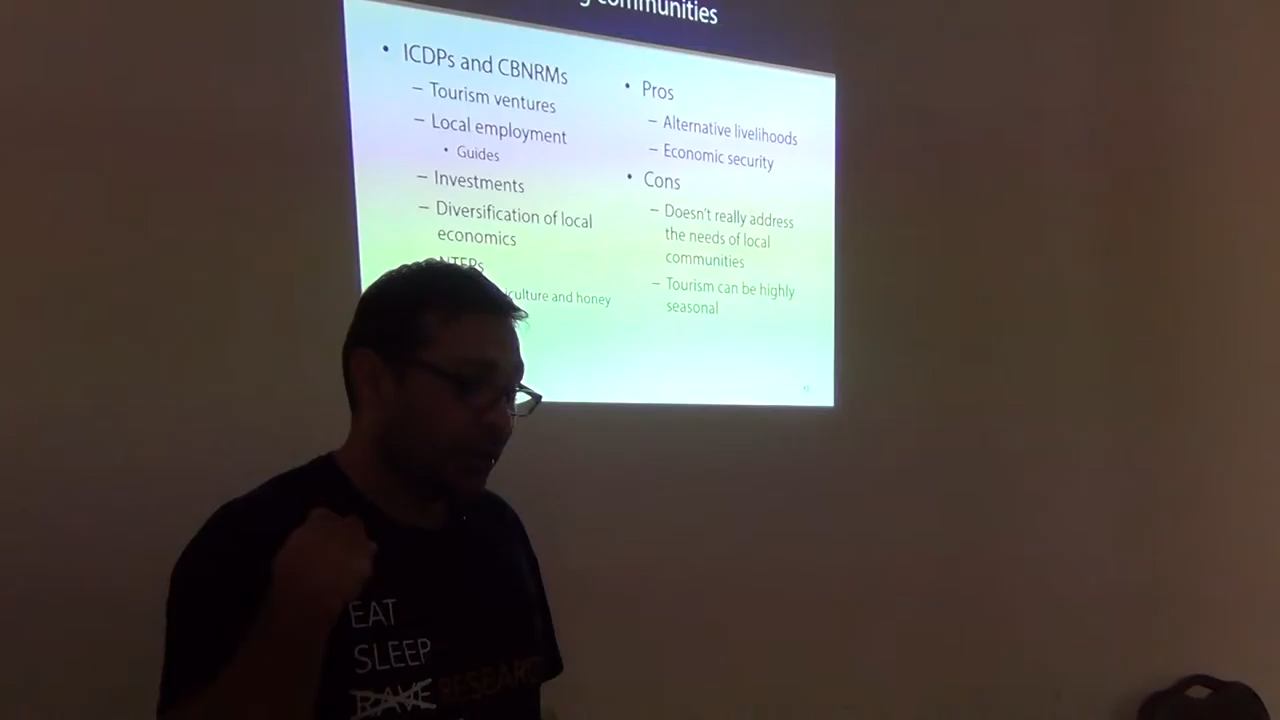 communities
• ICDPs and CBNRMs
– Tourism ventures
– Local employment
• Guides
– Investments
– Diversification of local
economics
NTFPs
iculture and honey
• Pros
– Alternative livelihoods
– Economic security
• Cons
– Doesn't really address
the needs of local
communities
– Tourism can be highly
seasonal
EAT
SLEEP
RAVE RESEARCH